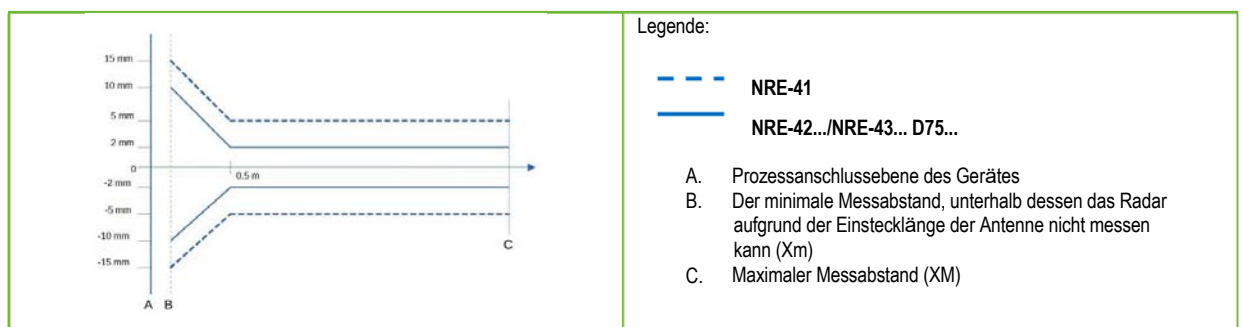 15 mm
10 mm
5 mm
2 mm
0
0.5 m
-2 mm
-5 mm
-10 mm
-15 mm
A B
C
Legende:
NRE-41
NRE-42.../NRE-43... D75...
A. Prozessanschlussebene des Gerätes
B. Der minimale Messabstand, unterhalb dessen das Radar
aufgrund der Einstecklänge der Antenne nicht messen
kann (Xm)
C. Maximaler Messabstand (XM)